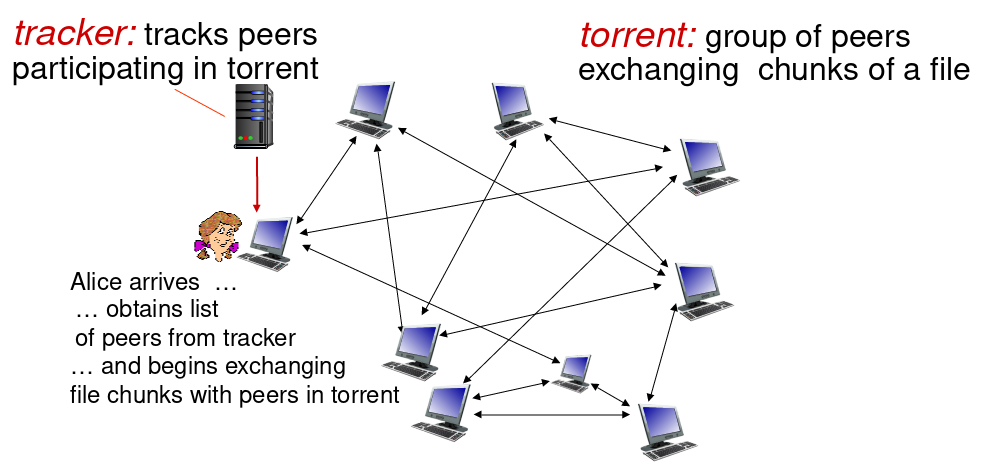 tracker: tracks peers
participating in torrent
torrent: group of peers
exchanging  chunks of a file
Alice arrives  …
… obtains list
of peers from tracker
… and begins exchanging
file chunks with peers in torrent